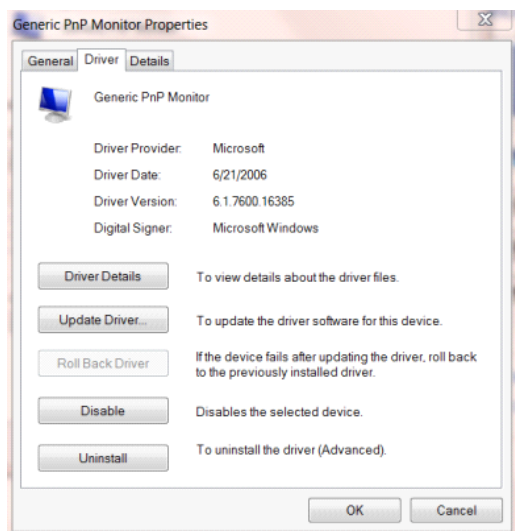 Generic PnP Monitor Properties
General Driver Details
Generic PnP Monitor
Driver Provider: Microsoft
Driver Date: 6/21/2006
Driver Version: 6.1.7600.16385
Digital Signer: Microsoft Windows
Driver Details To view details about the driver files.
Update Driver... To update the driver software for this device.
Roll Back Driver If the device fails after updating the driver, roll back
to the previously installed driver.
Disable Disables the selected device.
Uninstall To uninstall the driver (Advanced).
OK Cancel